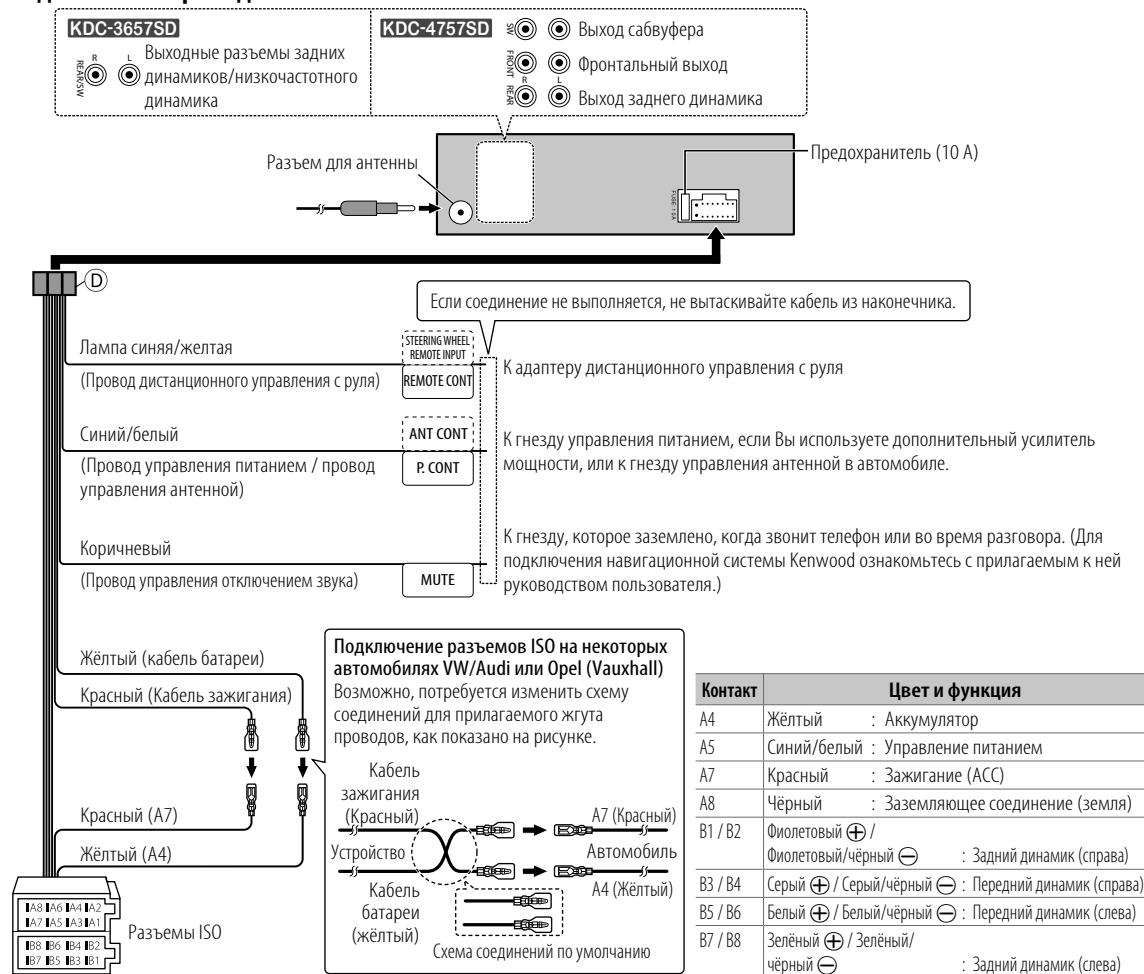 KDC-3657SD
R
L
REAR/SW
Выходные разъемы задних
динамиков/низкочастотного
динамика
KDC-4757SD
SW
Выход сабвуфера
FRONT
Фронтальный выход
R
L
REAR
Выход заднего динамика
Разъем для антенны
Предохранитель (10 А)
FUSE 10A
D
Если соединение не выполняется, не вытаскивайте кабель из наконечника.
Лампа синяя/желтая
(Провод дистанционного управления с руля)
STEERING WHEEL
REMOTE INPUT
REMOTE CONT
К адаптеру дистанционного управления с руля
Синий/белый
(Провод управления питанием / провод
управления антенной)
ANT CONT
P. CONT
К гнезду управления питанием, если Вы используете дополнительный усилитель
мощности, или к гнезду управления антенной в автомобиле.
Коричневый
(Провод управления отключением звука)
MUTE
К гнезду, которое заземлено, когда звонит телефон или во время разговора. (Для
подключения навигационной системы Kenwood ознакомьтесь с прилагаемым к ней
руководством пользователя.)
Жёлтый (кабель батареи)
Красный (Кабель зажигания)
Красный (A7)
Жёлтый (A4)
A8 A6 A4 A2
A7 A5 A3 A1
B8 B6 B4 B2
B7 B5 B3 B1
Разъемы ISO
Подключение разъемов ISO на некоторых
автомобилях VW/Audi или Opel (Vauxhall)
Возможно, потребуется изменить схему
соединений для прилагаемого жгута
проводов, как показано на рисунке.
Кабель
зажигания
(Красный)
A7 (Красный)
Устройство
Автомобиль
Кабель
батареи
(жёлтый)
A4 (Жёлтый)
Схема соединений по умолчанию
Контакт Цвет и функция
A4 Жёлтый : Аккумулятор
A5 Синий/белый : Управление питанием
A7 Красный : Зажигание (ACC)
A8 Чёрный : Заземляющее соединение (земля)
B1 / B2 Фиолетовый ⊕ /
Фиолетовый/чёрный ⊖ : Задний динамик (справа)
B3 / B4 Серый ⊕ / Серый/чёрный ⊖ : Передний динамик (справа)
B5 / B6 Белый ⊕ / Белый/чёрный ⊖ : Передний динамик (слева)
B7 / B8 Зелёный ⊕ / Зелёный/
чёрный ⊖ : Задний динамик (слева)